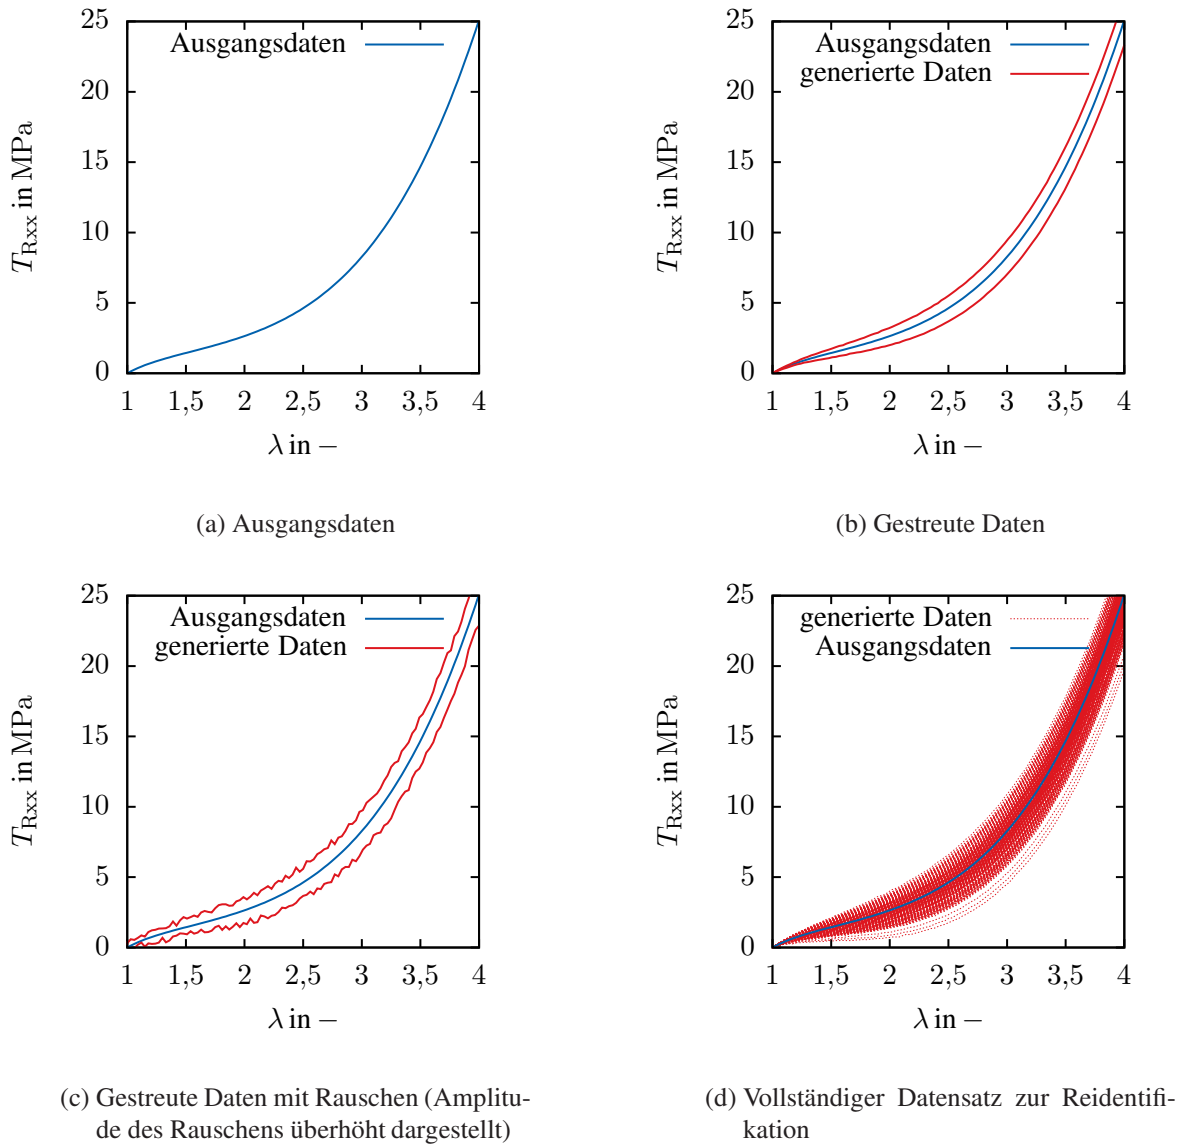 25
20
15
10
5
0
T_Rxx in MPa
Ausgangsdaten
1 1,5 2 2,5 3 3,5 4
λ in −
(a) Ausgangsdaten
25
20
15
10
5
0
T_Rxx in MPa
Ausgangsdaten
generierte Daten
1 1,5 2 2,5 3 3,5 4
λ in −
(b) Gestreute Daten
25
20
15
10
5
0
T_Rxx in MPa
Ausgangsdaten
generierte Daten
1 1,5 2 2,5 3 3,5 4
λ in −
(c) Gestreute Daten mit Rauschen (Amplitu-
de des Rauschens überhöht dargestellt)
25
20
15
10
5
0
T_Rxx in MPa
generierte Daten
Ausgangsdaten
1 1,5 2 2,5 3 3,5 4
λ in −
(d) Vollständiger Datensatz zur Reidentifi-
kation